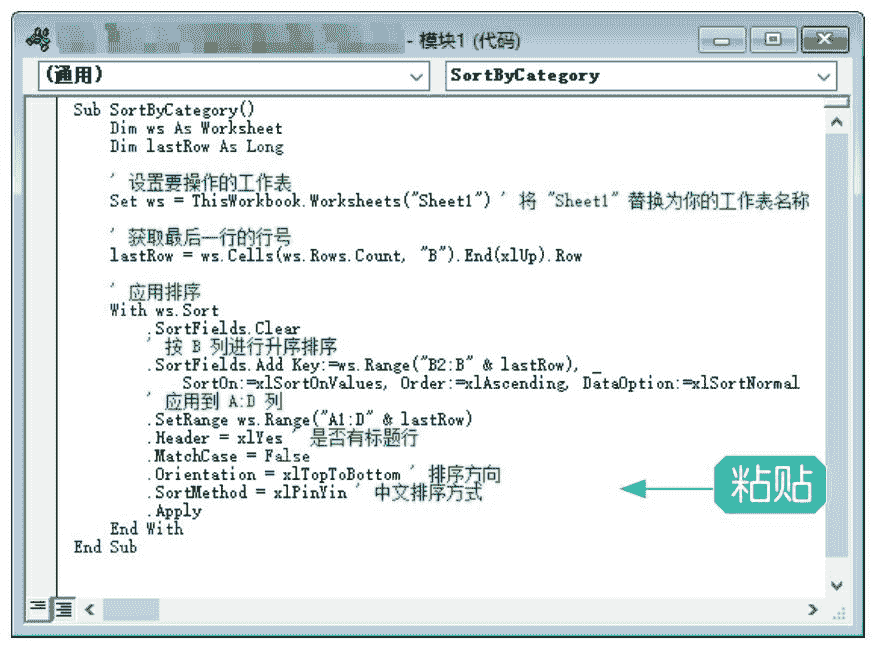 - 模块1 (代码)
(通用)
SortByCategory
Sub SortByCategory()
Dim ws As Worksheet
Dim lastRow As Long
' 设置要操作的工作表
Set ws = ThisWorkbook.Worksheets("Sheet1") ' 将 "Sheet1" 替换为你的工作表名称
' 获取最后一行的行号
lastRow = ws.Cells(ws.Rows.Count, "B").End(xlUp).Row
' 应用排序
With ws.Sort
.SortFields.Clear
' 按 B 列进行升序排序
.SortFields.Add Key:=ws.Range("B2:B" & lastRow), _
SortOn:=xlSortOnValues, Order:=xlAscending, DataOption:=xlSortNormal
' 应用到 A:D 列
.SetRange ws.Range("A1:D" & lastRow)
.Header = xlYes ' 是否有标题行
.MatchCase = False
.Orientation = xlTopToBottom ' 排序方向
.SortMethod = xlPinYin ' 中文排序方式
.Apply
End With
End Sub
粘贴